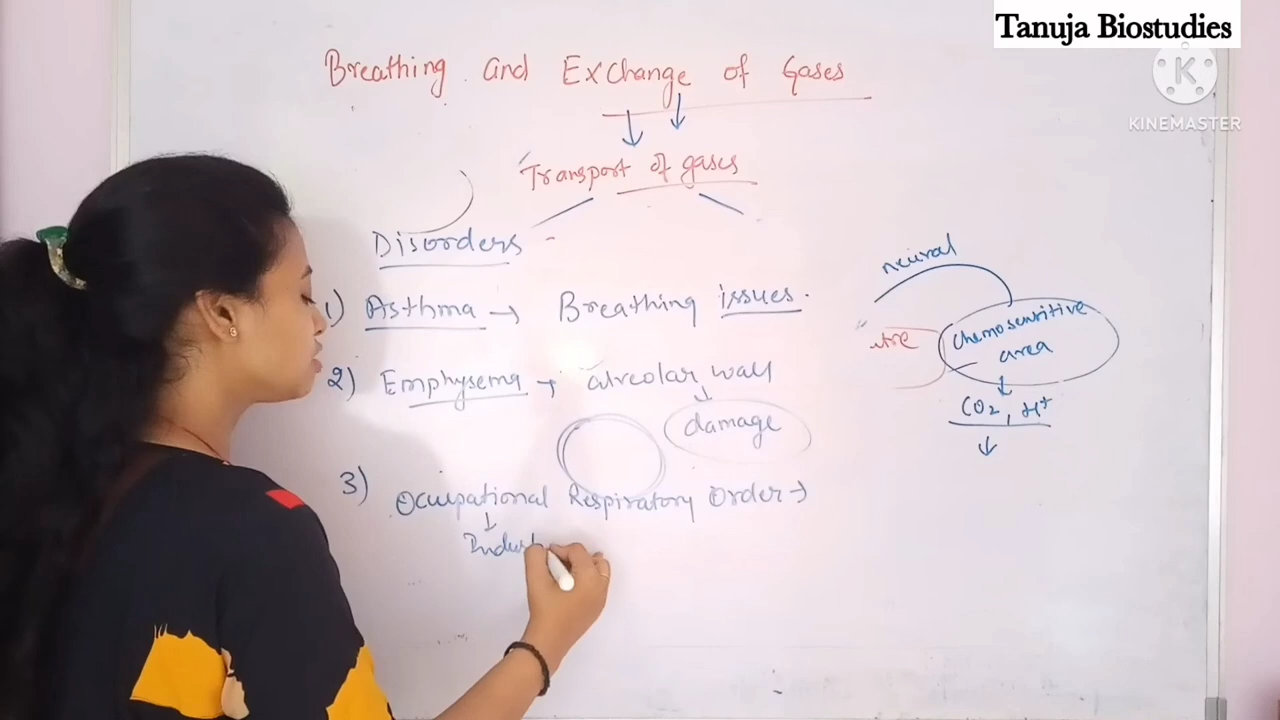 Tanuja Biostudies
KINEMASTER
Breathing and Exchange of Gases
Transport of gases
Disorders
1) Asthma → Breathing issues.
2) Emphysema → alveolar wall
damage
3) Occupational Respiratory Order →
Indust
neural
chemosensitive
area
CO2, H+